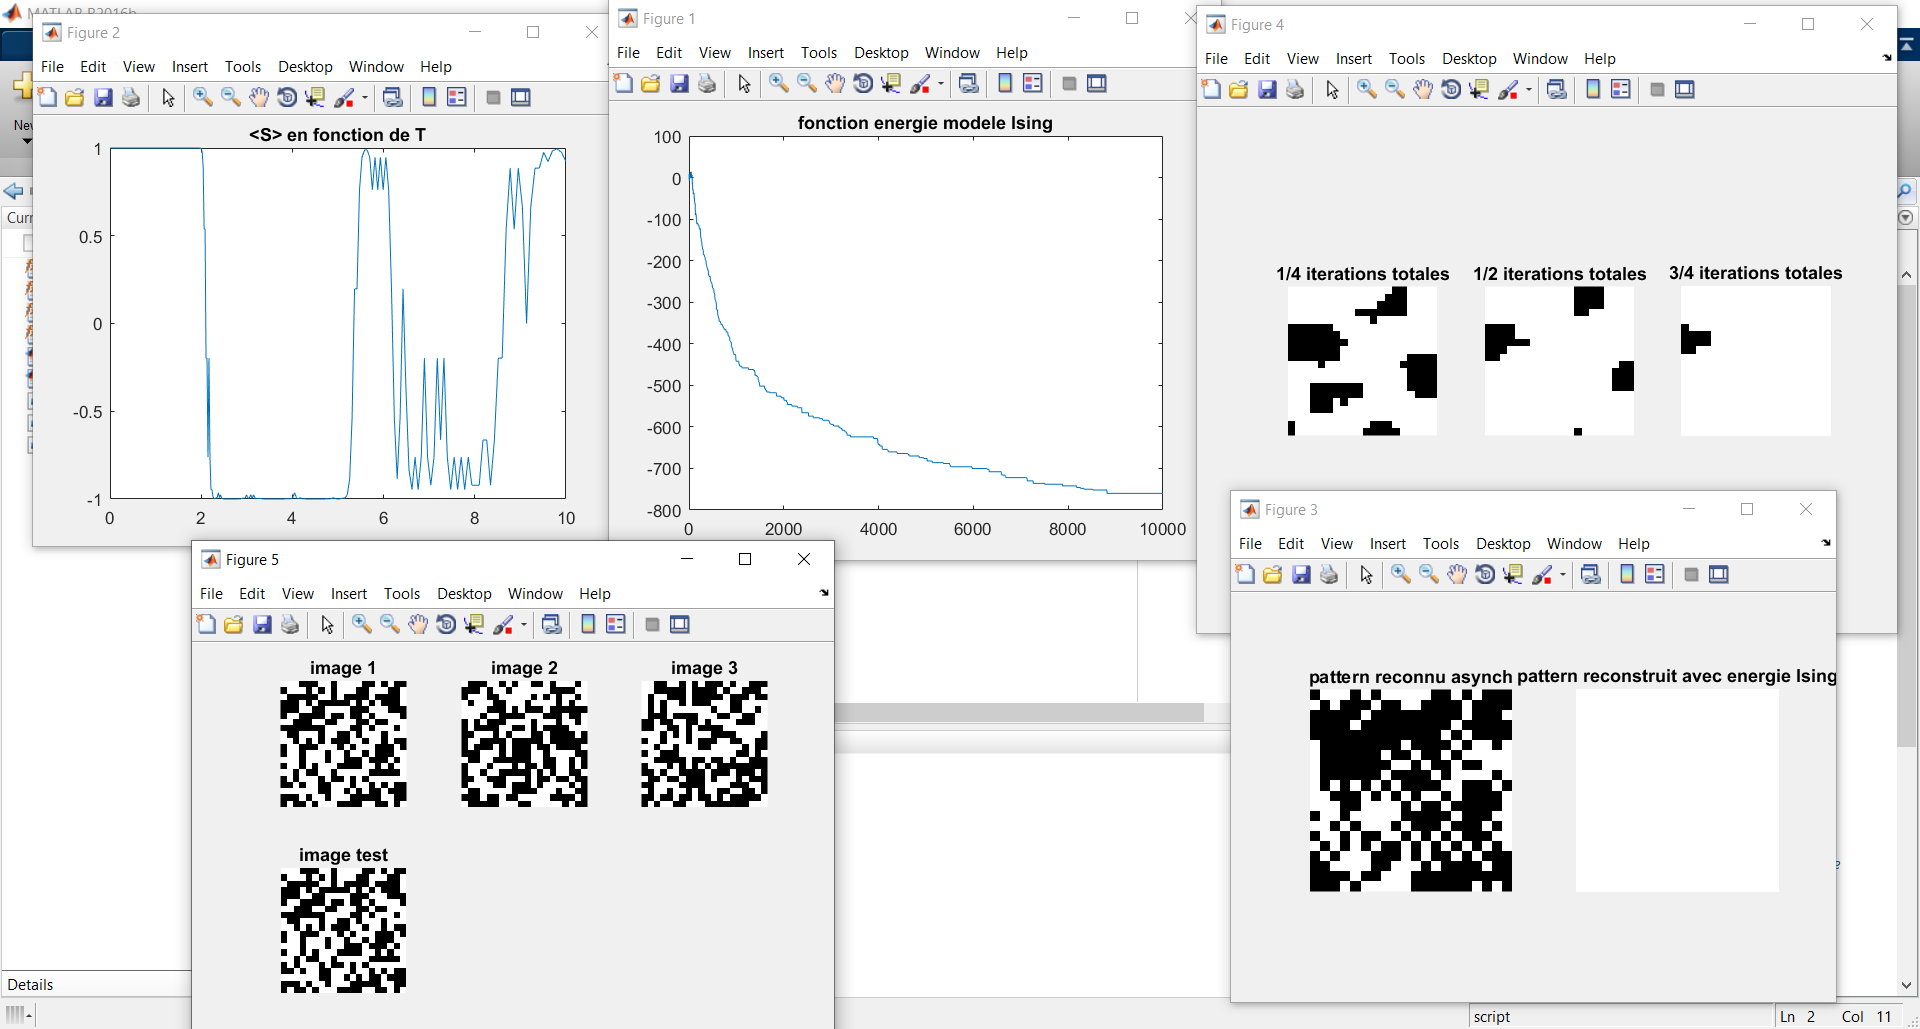 MATLAB R2016b
Figure 2
File Edit View Insert Tools Desktop Window Help
<S> en fonction de T
1
0.5
0
-0.5
-1
0 2 4 6 8 10
Figure 1
File Edit View Insert Tools Desktop Window Help
fonction energie modele Ising
100
0
-100
-200
-300
-400
-500
-600
-700
-800
0 2000 4000 6000 8000 10000
Figure 4
File Edit View Insert Tools Desktop Window Help
1/4 iterations totales 1/2 iterations totales 3/4 iterations totales
Figure 5
File Edit View Insert Tools Desktop Window Help
image 1 image 2 image 3
image test
Figure 3
File Edit View Insert Tools Desktop Window Help
pattern reconnu asynch pattern reconstruit avec energie Ising
New
Curr
Details
script Ln 2 Col 11